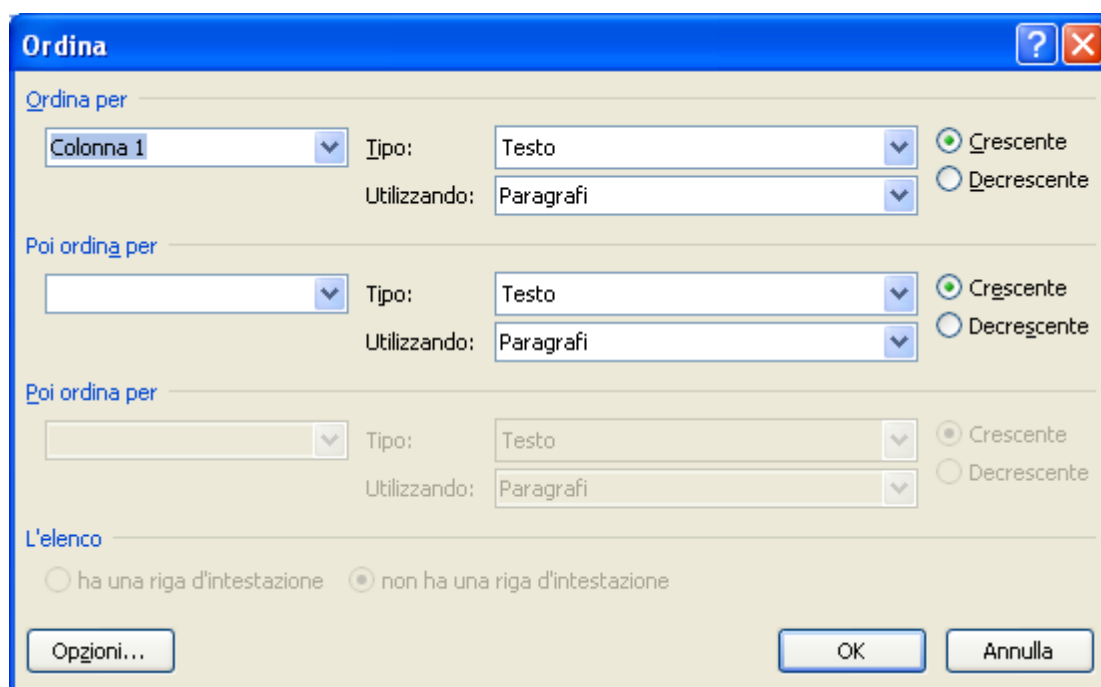 Ordina
Ordina per
Colonna 1 Tipo: Testo Crescente
Utilizzando: Paragrafi Decrescente
Poi ordina per
Tipo: Testo Crescente
Utilizzando: Paragrafi Decrescente
Poi ordina per
Tipo: Testo Crescente
Utilizzando: Paragrafi Decrescente
L'elenco
ha una riga d'intestazione non ha una riga d'intestazione
Opzioni... OK Annulla